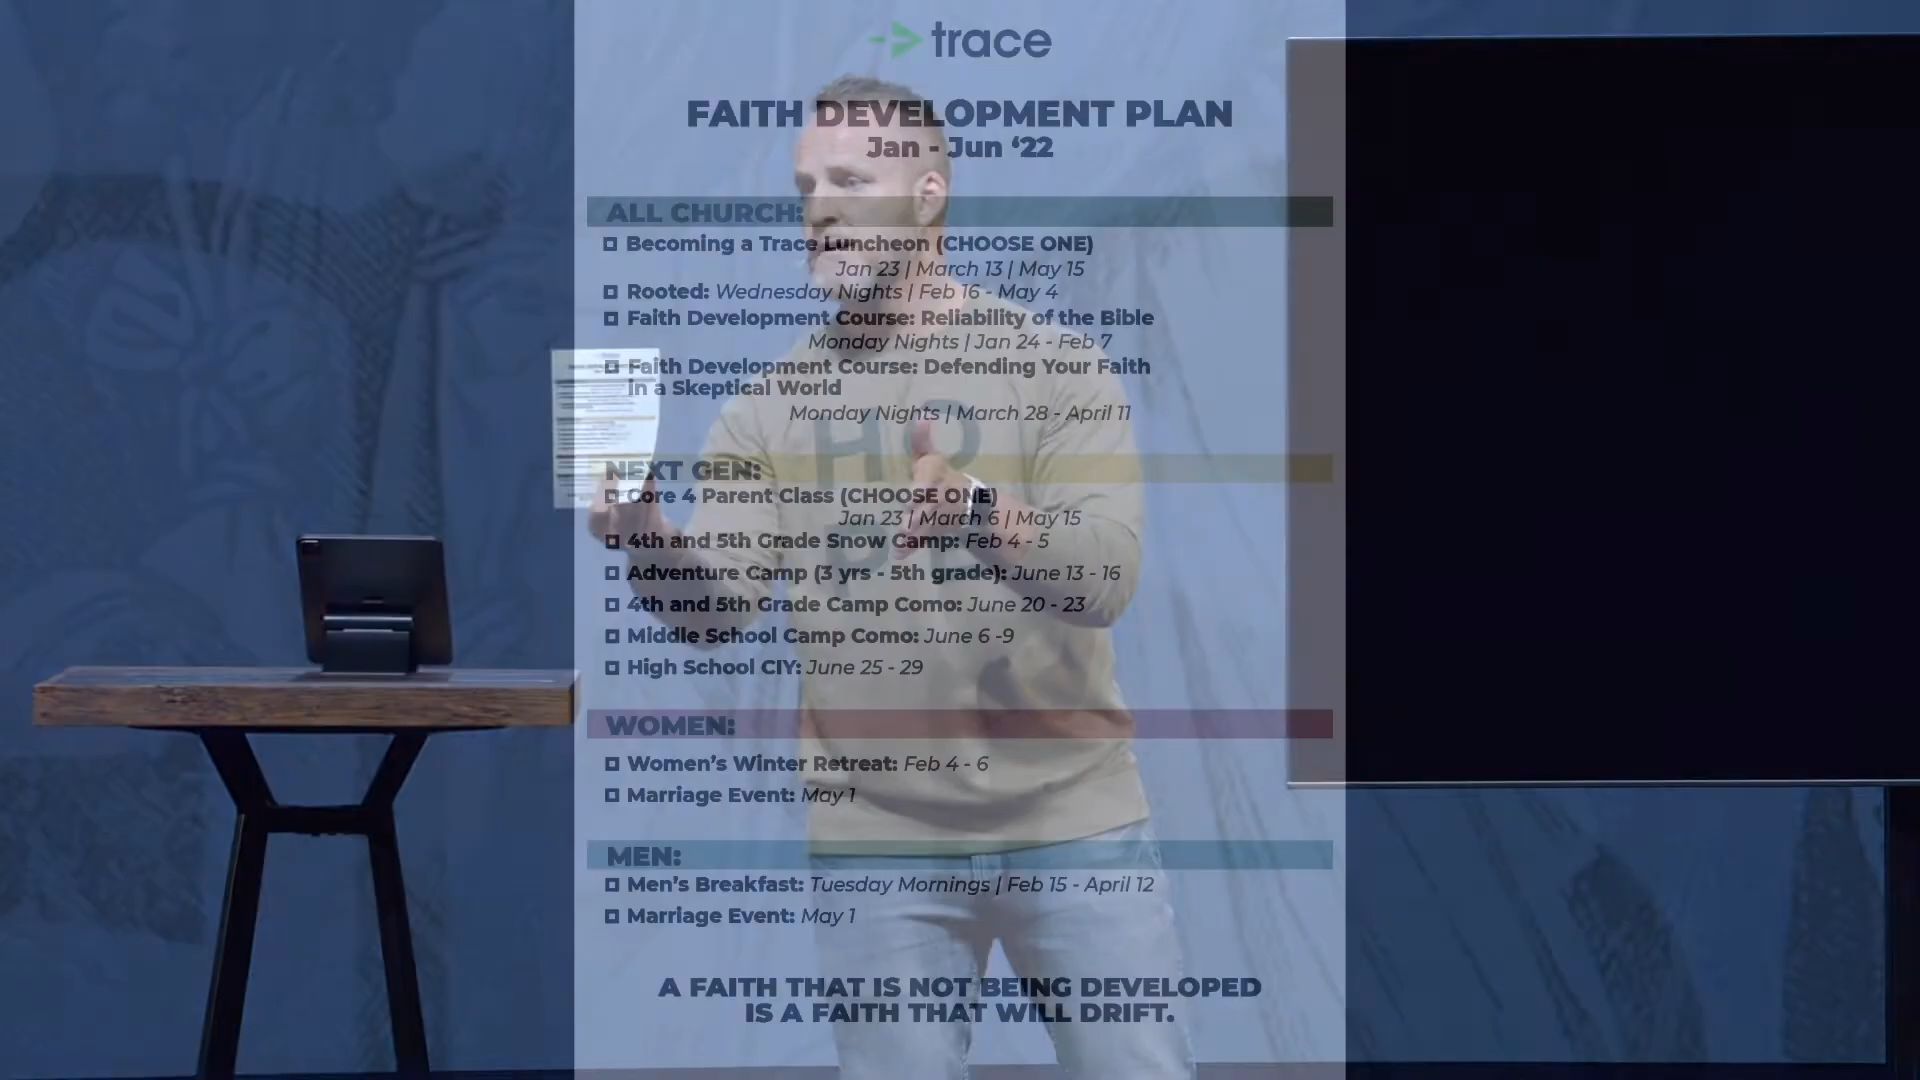 trace
FAITH DEVELOPMENT PLAN
Jan - Jun ‘22
ALL CHURCH:
Becoming a Trace Luncheon (CHOOSE ONE)
Jan 23 | March 13 | May 15
Rooted: Wednesday Nights | Feb 16 - May 4
Faith Development Course: Reliability of the Bible
Monday Nights | Jan 24 - Feb 7
Faith Development Course: Defending Your Faith
in a Skeptical World
Monday Nights | March 28 - April 11
NEXT GEN:
Core 4 Parent Class (CHOOSE ONE)
Jan 23 | March 6 | May 15
4th and 5th Grade Snow Camp: Feb 4 - 5
Adventure Camp (3 yrs - 5th grade): June 13 - 16
4th and 5th Grade Camp Como: June 20 - 23
Middle School Camp Como: June 6 -9
High School CIY: June 25 - 29
WOMEN:
Women’s Winter Retreat: Feb 4 - 6
Marriage Event: May 1
MEN:
Men’s Breakfast: Tuesday Mornings | Feb 15 - April 12
Marriage Event: May 1
A FAITH THAT IS NOT BEING DEVELOPED
IS A FAITH THAT WILL DRIFT.
H O